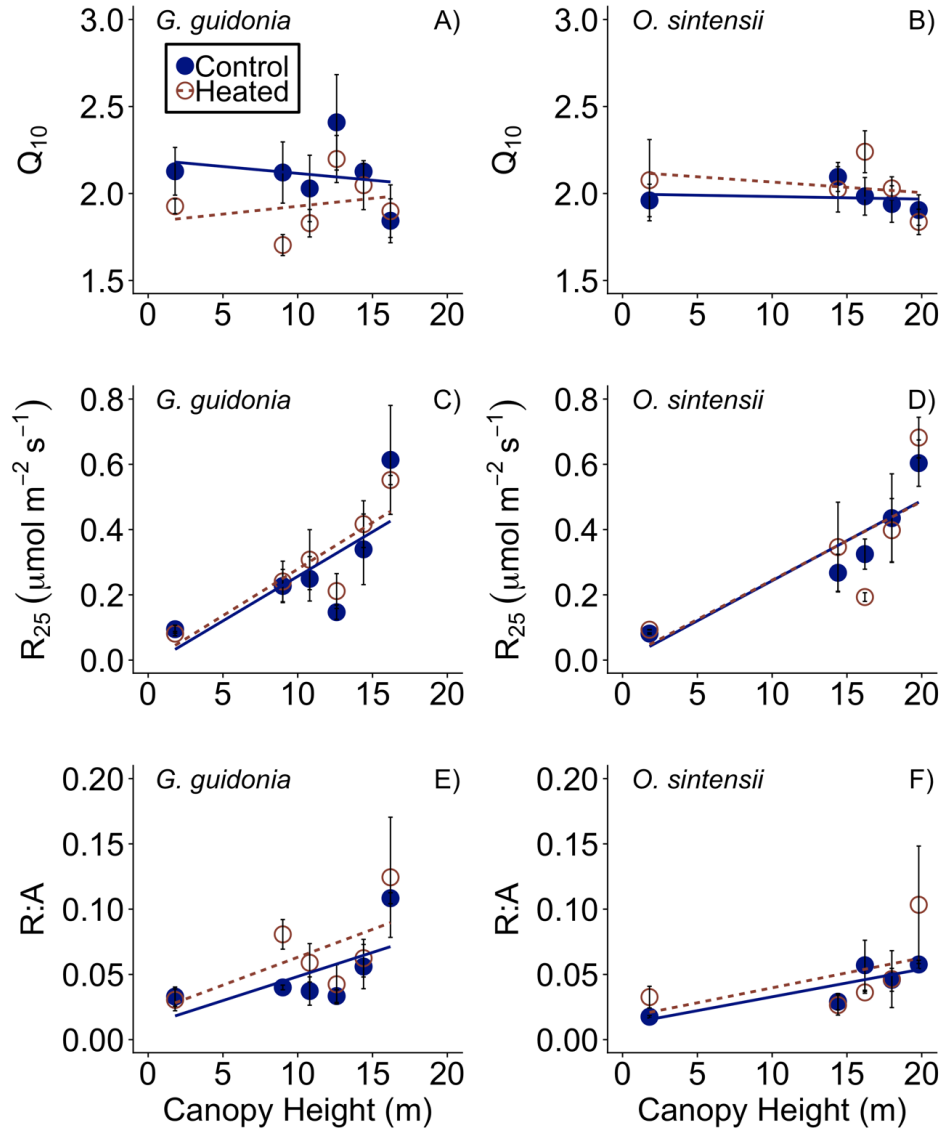 G. guidonia A)
Control
Heated
3.0
2.5
2.0
1.5
Q10
0 5 10 15 20
O. sintensii B)
3.0
2.5
2.0
1.5
Q10
0 5 10 15 20
G. guidonia C)
0.8
0.6
0.4
0.2
0.0
R25 (μmol m−2 s−1)
0 5 10 15 20
O. sintensii D)
0.8
0.6
0.4
0.2
0.0
R25 (μmol m−2 s−1)
0 5 10 15 20
G. guidonia E)
0.20
0.15
0.10
0.05
0.00
R:A
0 5 10 15 20
Canopy Height (m)
O. sintensii F)
0.20
0.15
0.10
0.05
0.00
R:A
0 5 10 15 20
Canopy Height (m)